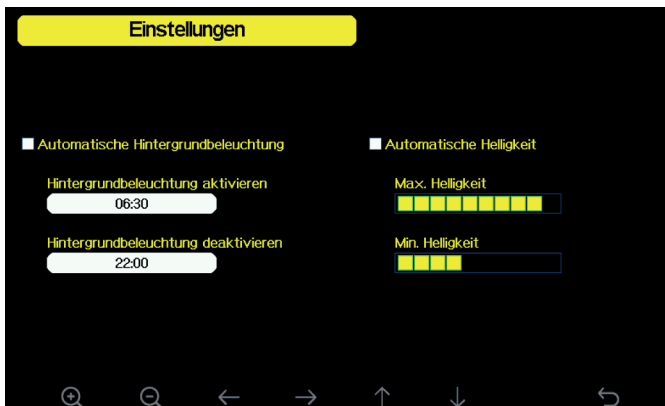 Einstellungen
Automatische Hintergrundbeleuchtung
Hintergrundbeleuchtung aktivieren
06:30
Hintergrundbeleuchtung deaktivieren
22:00
Automatische Helligkeit
Max. Helligkeit
Min. Helligkeit